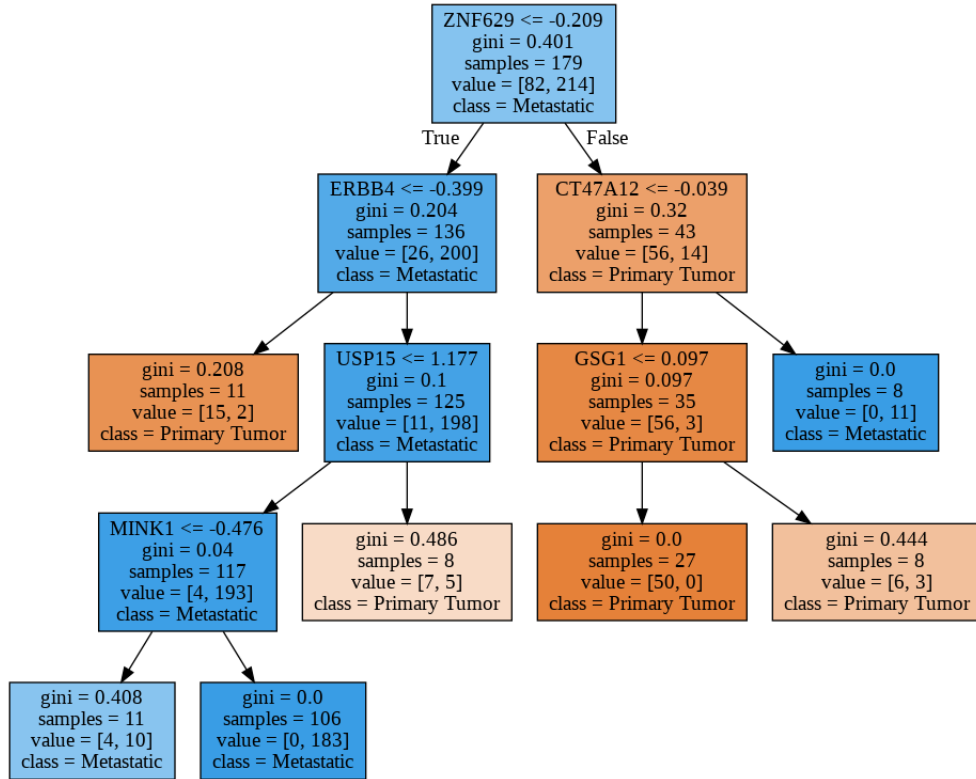 ZNF629 <= -0.209
gini = 0.401
samples = 179
value = [82, 214]
class = Metastatic
True
False
ERBB4 <= -0.399
gini = 0.204
samples = 136
value = [26, 200]
class = Metastatic
CT47A12 <= -0.039
gini = 0.32
samples = 43
value = [56, 14]
class = Primary Tumor
gini = 0.208
samples = 11
value = [15, 2]
class = Primary Tumor
USP15 <= 1.177
gini = 0.1
samples = 125
value = [11, 198]
class = Metastatic
GSG1 <= 0.097
gini = 0.097
samples = 35
value = [56, 3]
class = Primary Tumor
gini = 0.0
samples = 8
value = [0, 11]
class = Metastatic
MINK1 <= -0.476
gini = 0.04
samples = 117
value = [4, 193]
class = Metastatic
gini = 0.486
samples = 8
value = [7, 5]
class = Primary Tumor
gini = 0.0
samples = 27
value = [50, 0]
class = Primary Tumor
gini = 0.444
samples = 8
value = [6, 3]
class = Primary Tumor
gini = 0.408
samples = 11
value = [4, 10]
class = Metastatic
gini = 0.0
samples = 106
value = [0, 183]
class = Metastatic